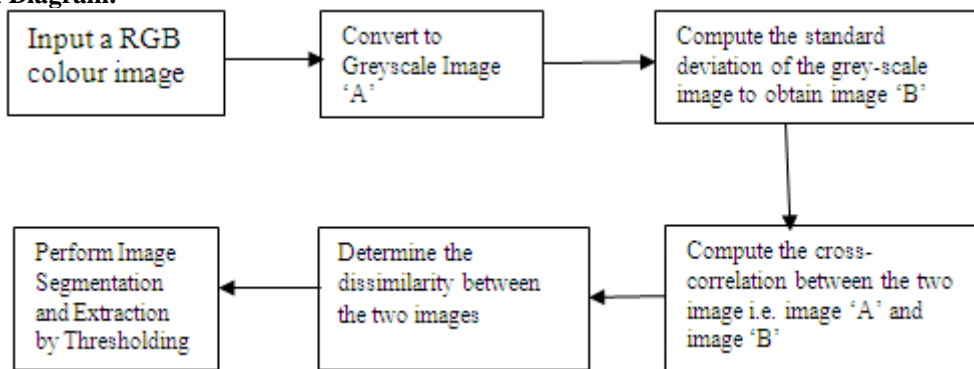 Diagram:
Input a RGB
colour image
Convert to
Greyscale Image
‘A’
Compute the standard
deviation of the grey-scale
image to obtain image ‘B’
Compute the cross-
correlation between the two
image i.e. image ‘A’ and
image ‘B’
Determine the
dissimilarity between
the two images
Perform Image
Segmentation
and Extraction
by Thresholding